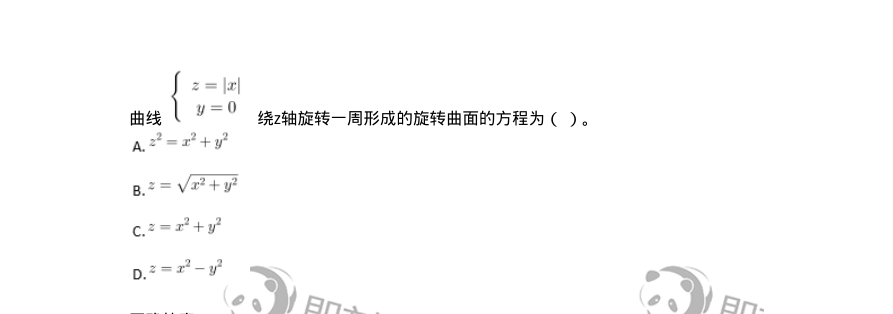 曲线 { z = |x| y = 0 绕z轴旋转一周形成的旋转曲面的方程为 ( )。
A. z² = x² + y²
B. z = √(x² + y²)
C. z = x² + y²
D. z = x² − y²